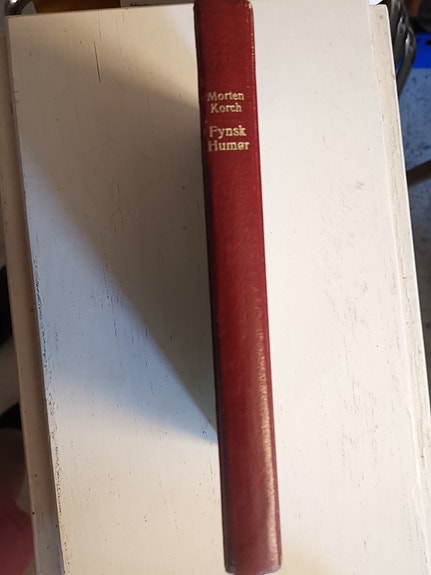 Morten
Korch
Fynsk
Humør